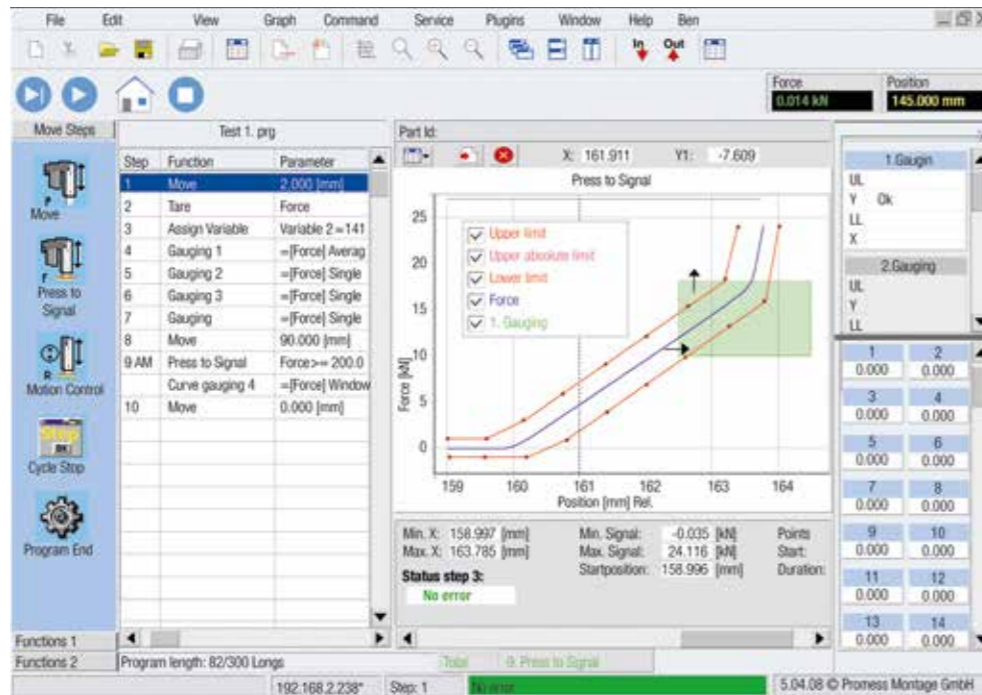 File Edit View Graph Command Service Plugins Window Help Ben
In Out
Force Position
0.014 kN 145.000 mm
Move Steps
Move
Press to
Signal
Motion Control
Stop
OK
Cycle Stop
Program End
Functions 1
Functions 2
Test 1. prg
Step Function Parameter
1 Move 2.000 [mm]
2 Tare Force
3 Assign Variable Variable 2 =141
4 Gauging 1 =[Force] Averag
5 Gauging 2 =[Force] Single
6 Gauging 3 =[Force] Single
7 Gauging =[Force] Single
8 Move 90.000 [mm]
9 AM Press to Signal Force>= 200.0
Curve gauging 4 =[Force] Window
10 Move 0.000 [mm]
Part Id:
X: 161.911 Y1: -7.609
Press to Signal
Upper limit
Upper absolute limit
Lower limit
Force
1. Gauging
Force [kN]
25
20
15
10
5
0
159 160 161 162 163 164
Position [mm] Rel.
Min. X: 158.997 [mm] Min. Signal: -0.035 [kN] Points
Max. X: 163.785 [mm] Max. Signal: 24.116 [kN] Start:
Startposition: 158.996 [mm] Duration:
Status step 3:
No error
1.Gaugin
UL
Y Ok
LL
X
2.Gauging
UL
Y
LL
1 2
0.000 0.000
3 4
0.000 0.000
5 6
0.000 0.000
7 8
0.000 0.000
9 10
0.000 0.000
11 12
0.000 0.000
13 14
0.000 0.000
Program length: 82/300 Longs
Total 9. Press to Signal
192.168.2.238* Step: 1 No error 5.04.08 © Promess Montage GmbH